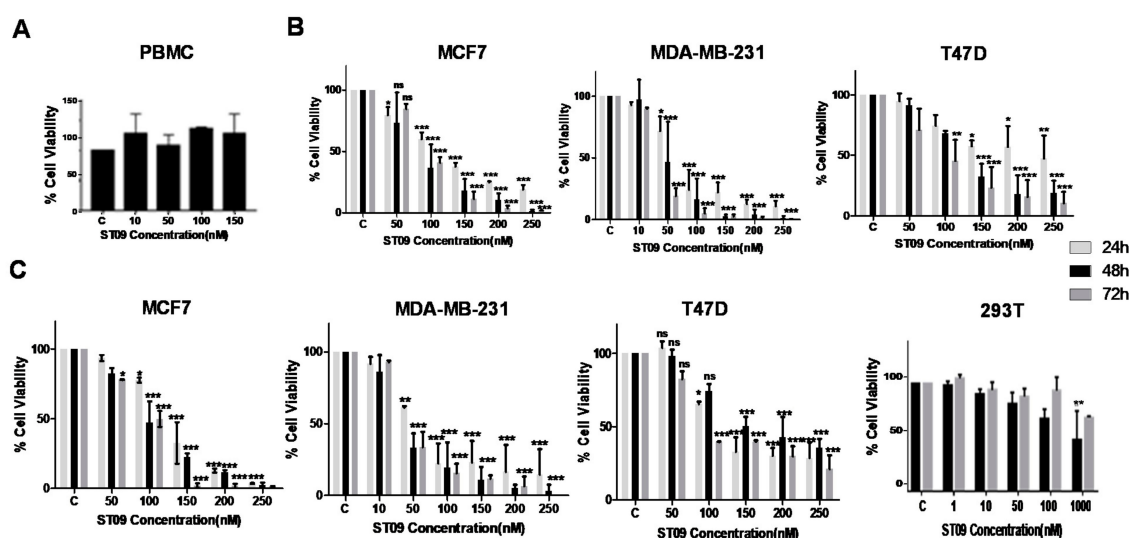 A
PBMC
% Cell Viability
150
100
50
0
C 10 50 100 150
ST09 Concentration(nM)
B
MCF7
% Cell Viability
100
50
0
* ns ns *** *** *** *** *** *** *** *** *** *** *** ***
C 50 100 150 200 250
ST09 Concentration(nM)
MDA-MB-231
% Cell Viability
100
50
0
* *** *** *** *** *** *** *** *** *** *** *** *** *** ***
C 10 50 100 150 200 250
ST09 Concentration(nM)
T47D
% Cell Viability
100
50
0
** * *** *** * *** *** ** *** ***
C 50 100 150 200 250
ST09 Concentration(nM)
24h
48h
72h
C
MCF7
% Cell Viability
100
50
0
* * *** *** *** *** *** *** *** *** ***
C 50 100 150 200 250
ST09 Concentration(nM)
MDA-MB-231
% Cell Viability
100
50
0
** *** *** *** *** *** *** *** *** *** *** *** *** ***
C 10 50 100 150 200 250
ST09 Concentration(nM)
T47D
% Cell Viability
100
50
0
ns ns ns * *** *** *** *** *** *** *** *** *** ***
C 50 100 150 200 250
ST09 Concentration(nM)
293T
% Cell Viability
100
50
0
**
C 1 10 50 100 1000
ST09 Concentration(nM)